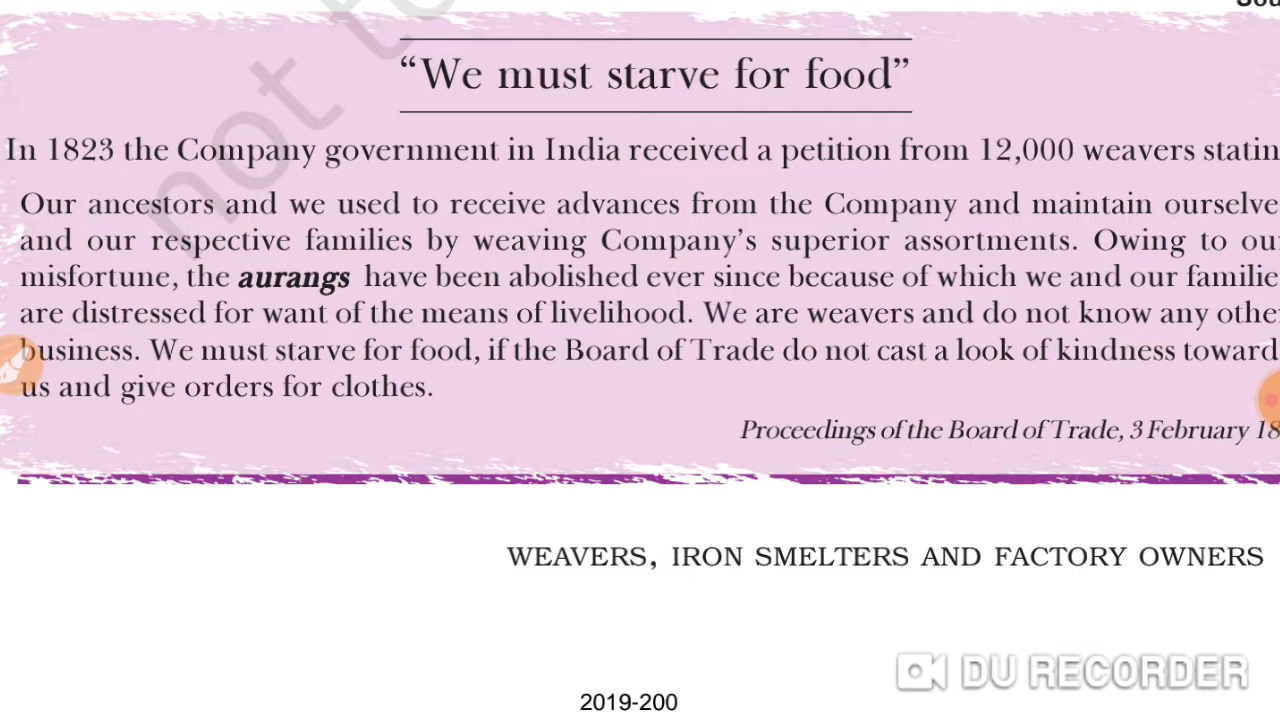 Sou
"We must starve for food"
In 1823 the Company government in India received a petition from 12,000 weavers statin
Our ancestors and we used to receive advances from the Company and maintain ourselve
and our respective families by weaving Company's superior assortments. Owing to our
misfortune, the aurangs have been abolished ever since because of which we and our familie
are distressed for want of the means of livelihood. We are weavers and do not know any other
business. We must starve for food, if the Board of Trade do not cast a look of kindness toward
us and give orders for clothes.
Proceedings of the Board of Trade, 3 February 18
WEAVERS, IRON SMELTERS AND FACTORY OWNERS
DU RECORDER
2019-200
not t